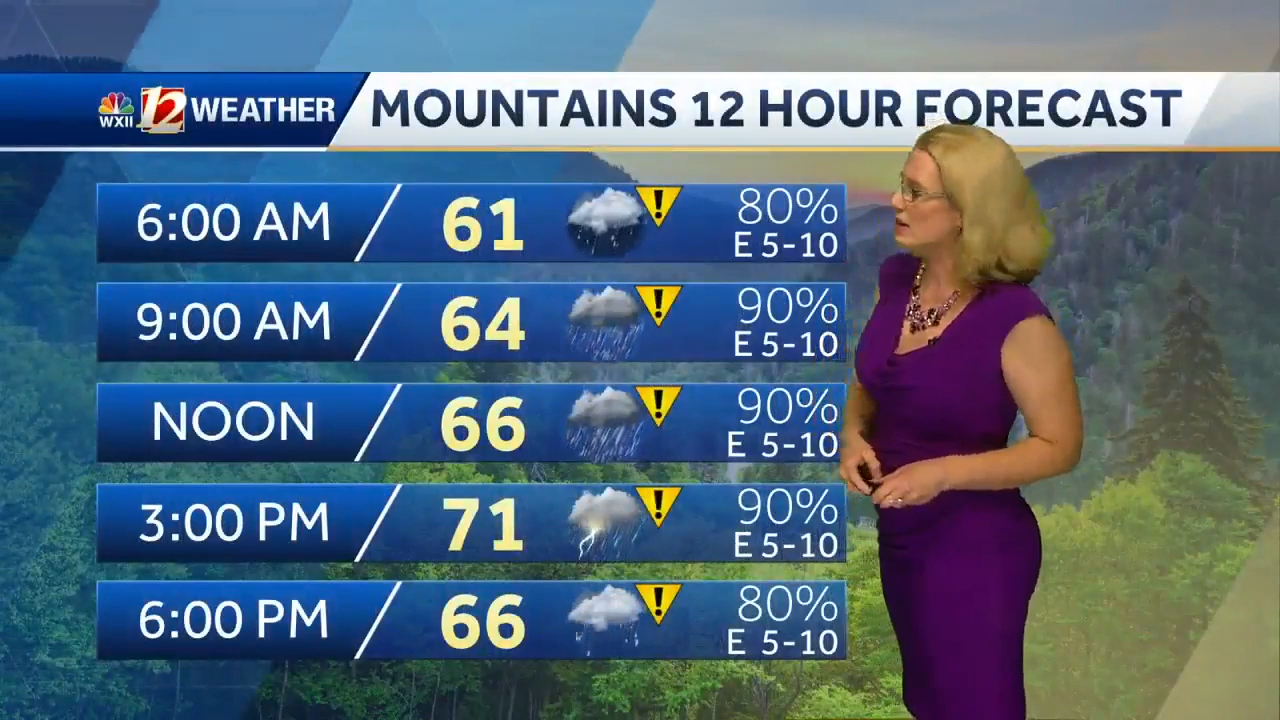 WXII 12 WEATHER
MOUNTAINS 12 HOUR FORECAST
6:00 AM 61 ! 80%
E 5-10
9:00 AM 64 ! 90%
E 5-10
NOON 66 ! 90%
E 5-10
3:00 PM 71 ! 90%
E 5-10
6:00 PM 66 ! 80%
E 5-10